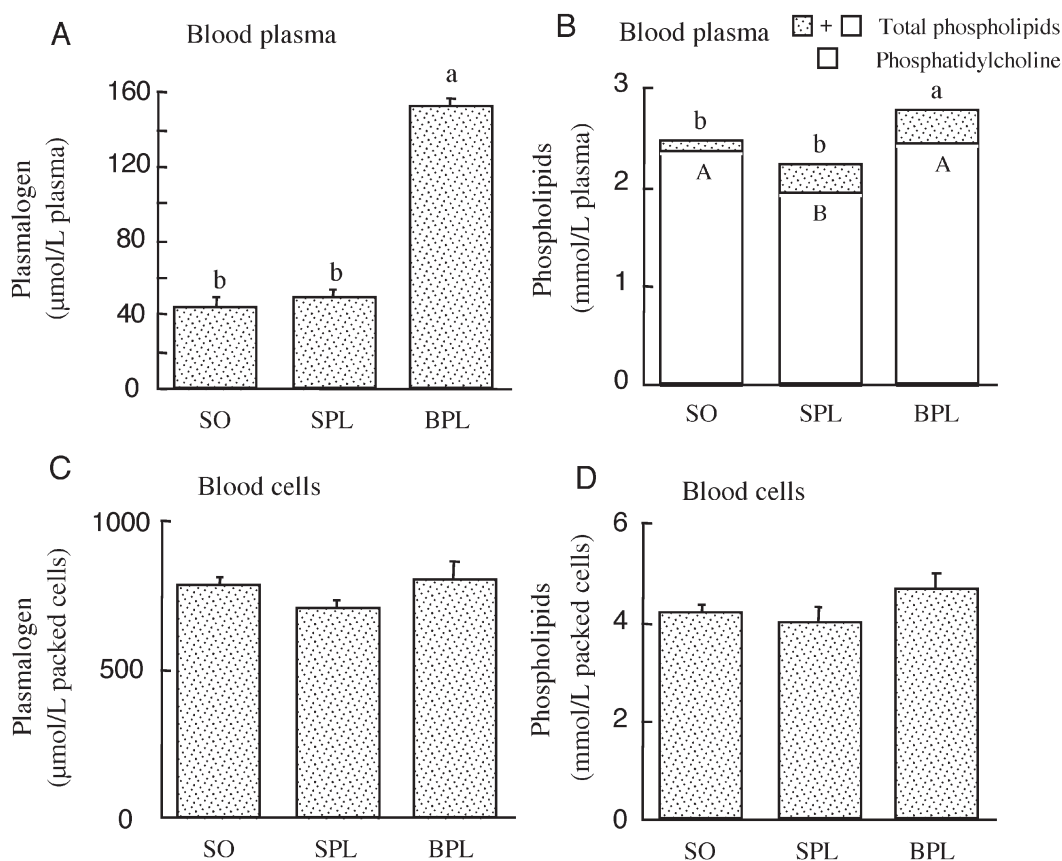 A
Blood plasma
Plasmalogen
(μmol/L plasma)
160
120
80
40
0
b
b
a
SO
SPL
BPL
B
Blood plasma
+
Total phospholipids
Phosphatidylcholine
Phospholipids
(mmol/L plasma)
3
2
1
0
b
b
a
A
B
A
SO
SPL
BPL
C
Blood cells
Plasmalogen
(μmol/L packed cells)
1000
500
0
SO
SPL
BPL
D
Blood cells
Phospholipids
(mmol/L packed cells)
6
4
2
0
SO
SPL
BPL